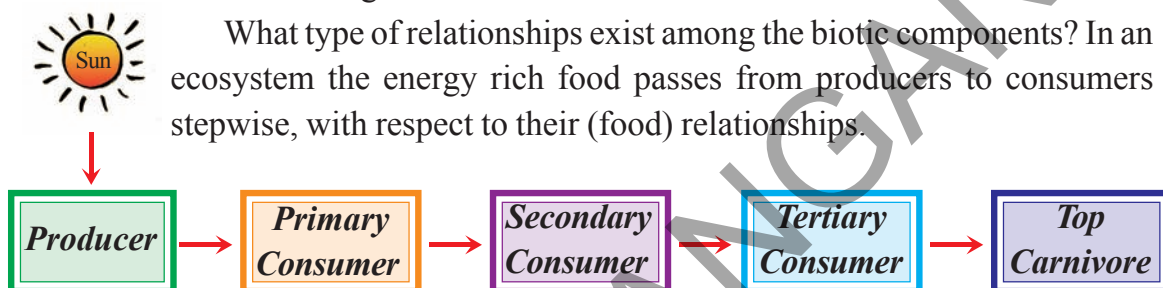 Sun
What type of relationships exist among the biotic components? In an
ecosystem the energy rich food passes from producers to consumers
stepwise, with respect to their (food) relationships.
Producer
Primary
Consumer
Secondary
Consumer
Tertiary
Consumer
Top
Carnivore